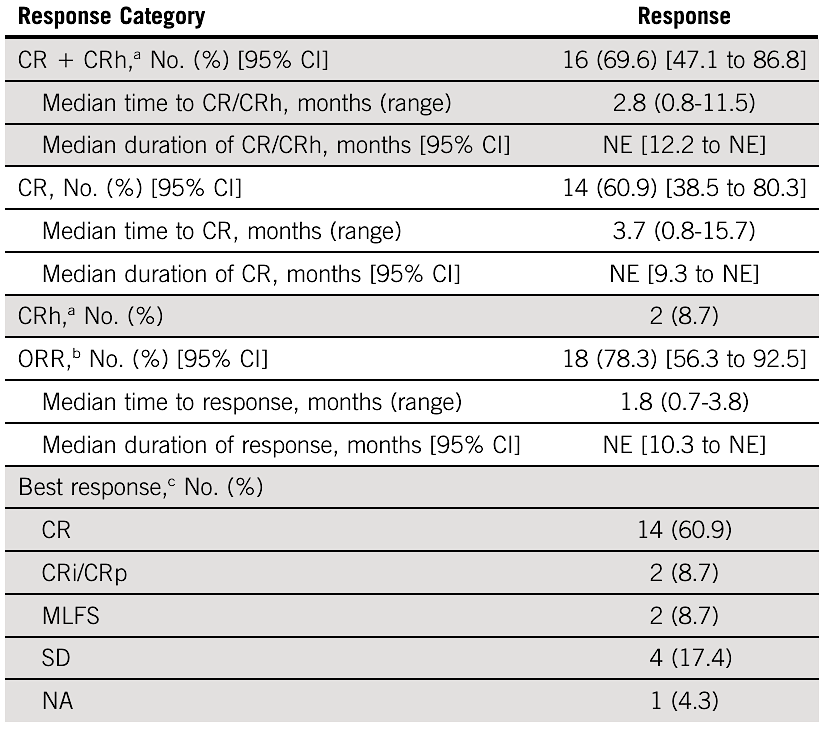 Response Category Response
CR + CRh,ᵃ No. (%) [95% CI] 16 (69.6) [47.1 to 86.8]
Median time to CR/CRh, months (range) 2.8 (0.8-11.5)
Median duration of CR/CRh, months [95% CI] NE [12.2 to NE]
CR, No. (%) [95% CI] 14 (60.9) [38.5 to 80.3]
Median time to CR, months (range) 3.7 (0.8-15.7)
Median duration of CR, months [95% CI] NE [9.3 to NE]
CRh,ᵃ No. (%) 2 (8.7)
ORR,ᵇ No. (%) [95% CI] 18 (78.3) [56.3 to 92.5]
Median time to response, months (range) 1.8 (0.7-3.8)
Median duration of response, months [95% CI] NE [10.3 to NE]
Best response,ᶜ No. (%)
CR 14 (60.9)
CRi/CRp 2 (8.7)
MLFS 2 (8.7)
SD 4 (17.4)
NA 1 (4.3)